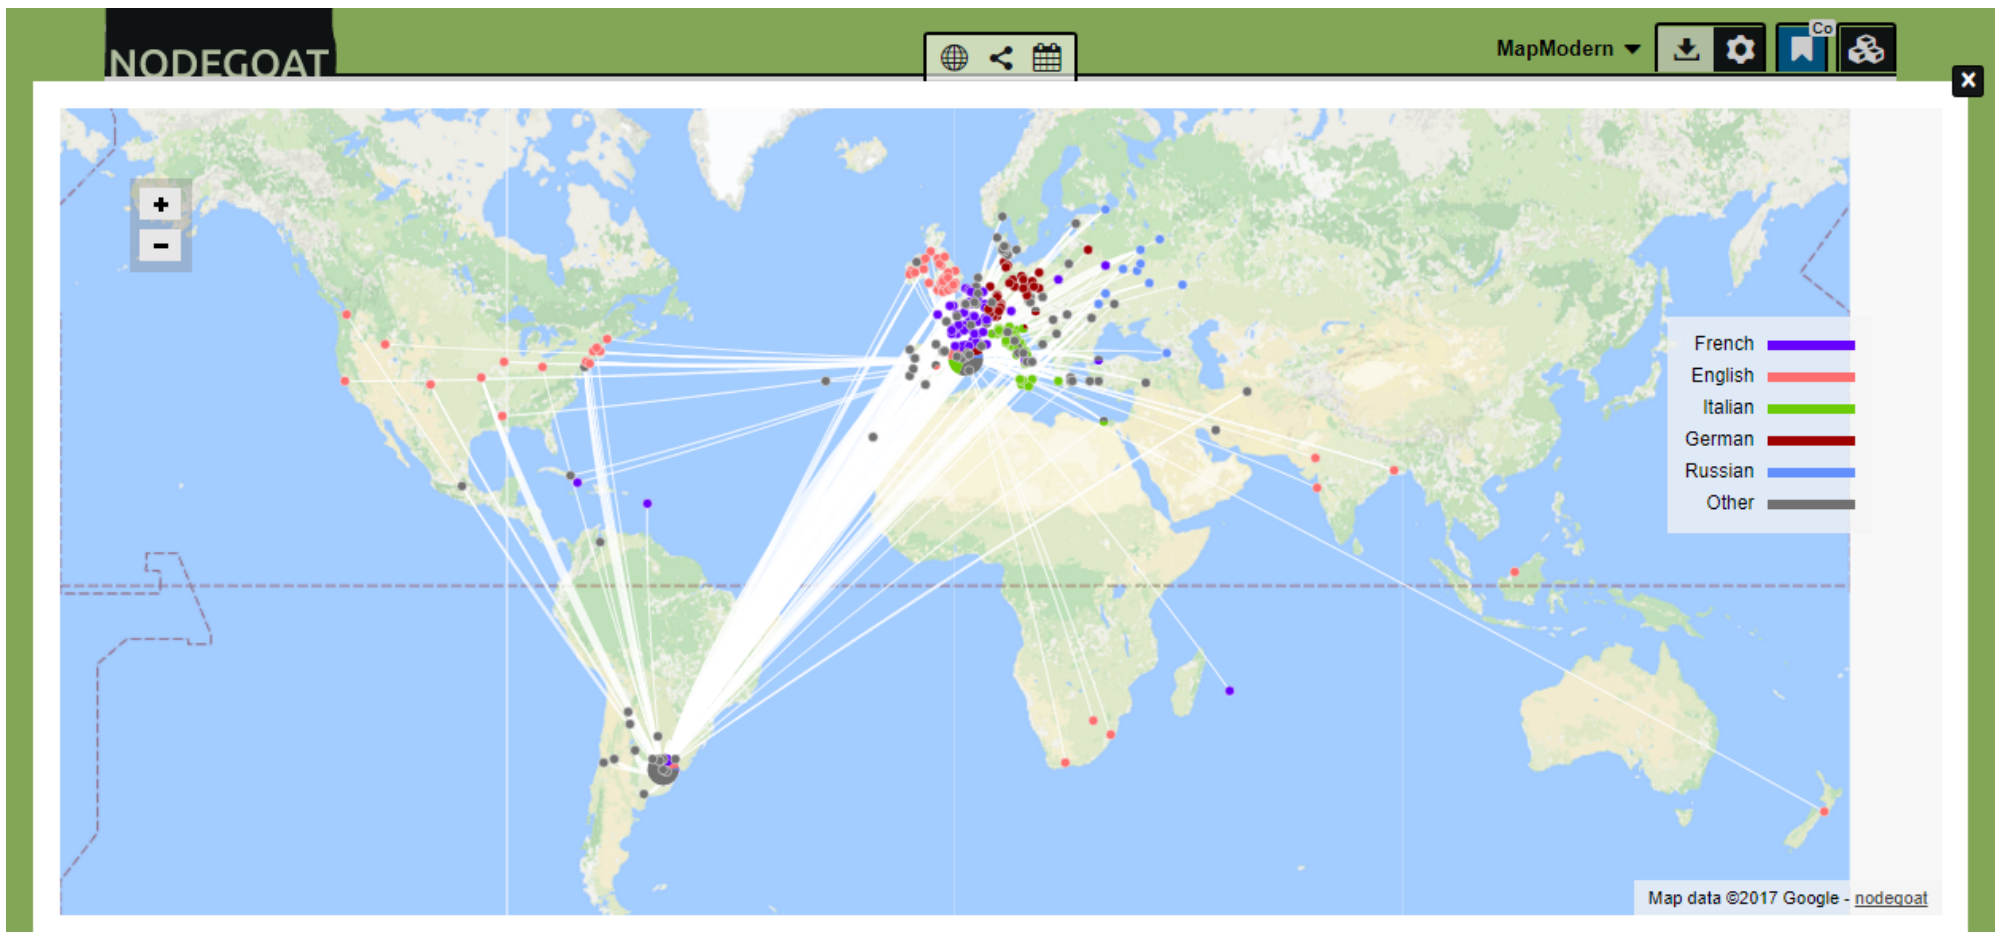 NODEGOAT
MapModern
Co
+
−
French
English
Italian
German
Russian
Other
Map data ©2017 Google - nodegoat